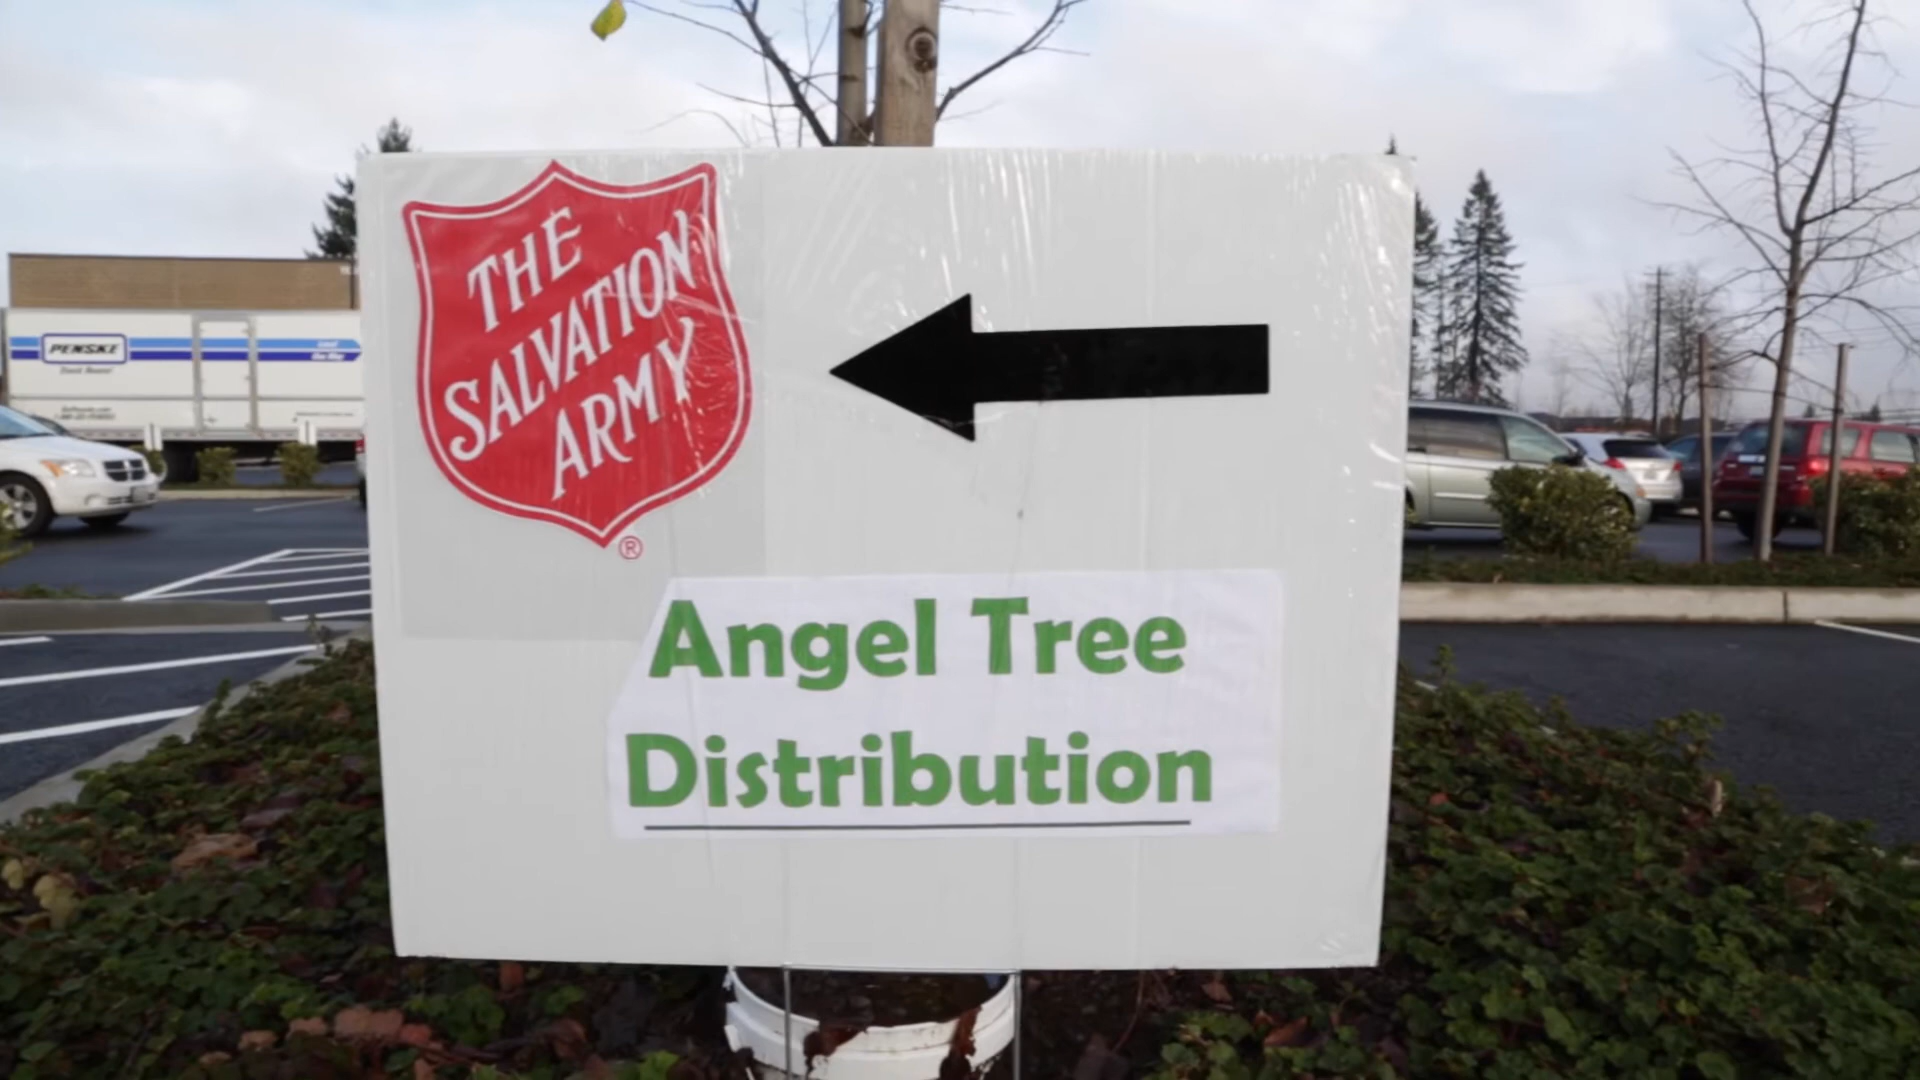 THE
SALVATION
ARMY
®
Angel Tree
Distribution
PENSKE